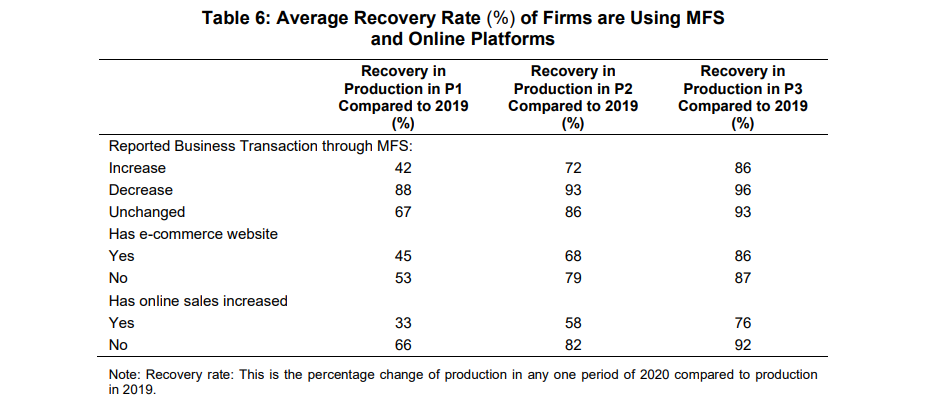 Table 6: Average Recovery Rate (%) of Firms are Using MFS
and Online Platforms
Recovery in Production in P1 Compared to 2019 (%) Recovery in Production in P2 Compared to 2019 (%) Recovery in Production in P3 Compared to 2019 (%)
Reported Business Transaction through MFS:
Increase 42 72 86
Decrease 88 93 96
Unchanged 67 86 93
Has e-commerce website
Yes 45 68 86
No 53 79 87
Has online sales increased
Yes 33 58 76
No 66 82 92
Note: Recovery rate: This is the percentage change of production in any one period of 2020 compared to production
in 2019.